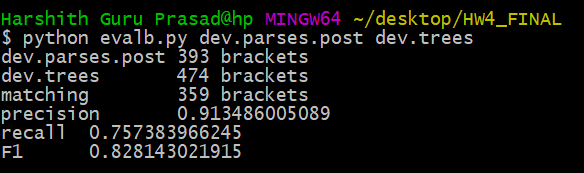 Harshith Guru Prasad@hp MINGW64 ~/desktop/HW4_FINAL
$ python evalb.py dev.parses.post dev.trees
dev.parses.post 393 brackets
dev.trees 474 brackets
matching 359 brackets
precision 0.913486005089
recall 0.757383966245
F1 0.828143021915